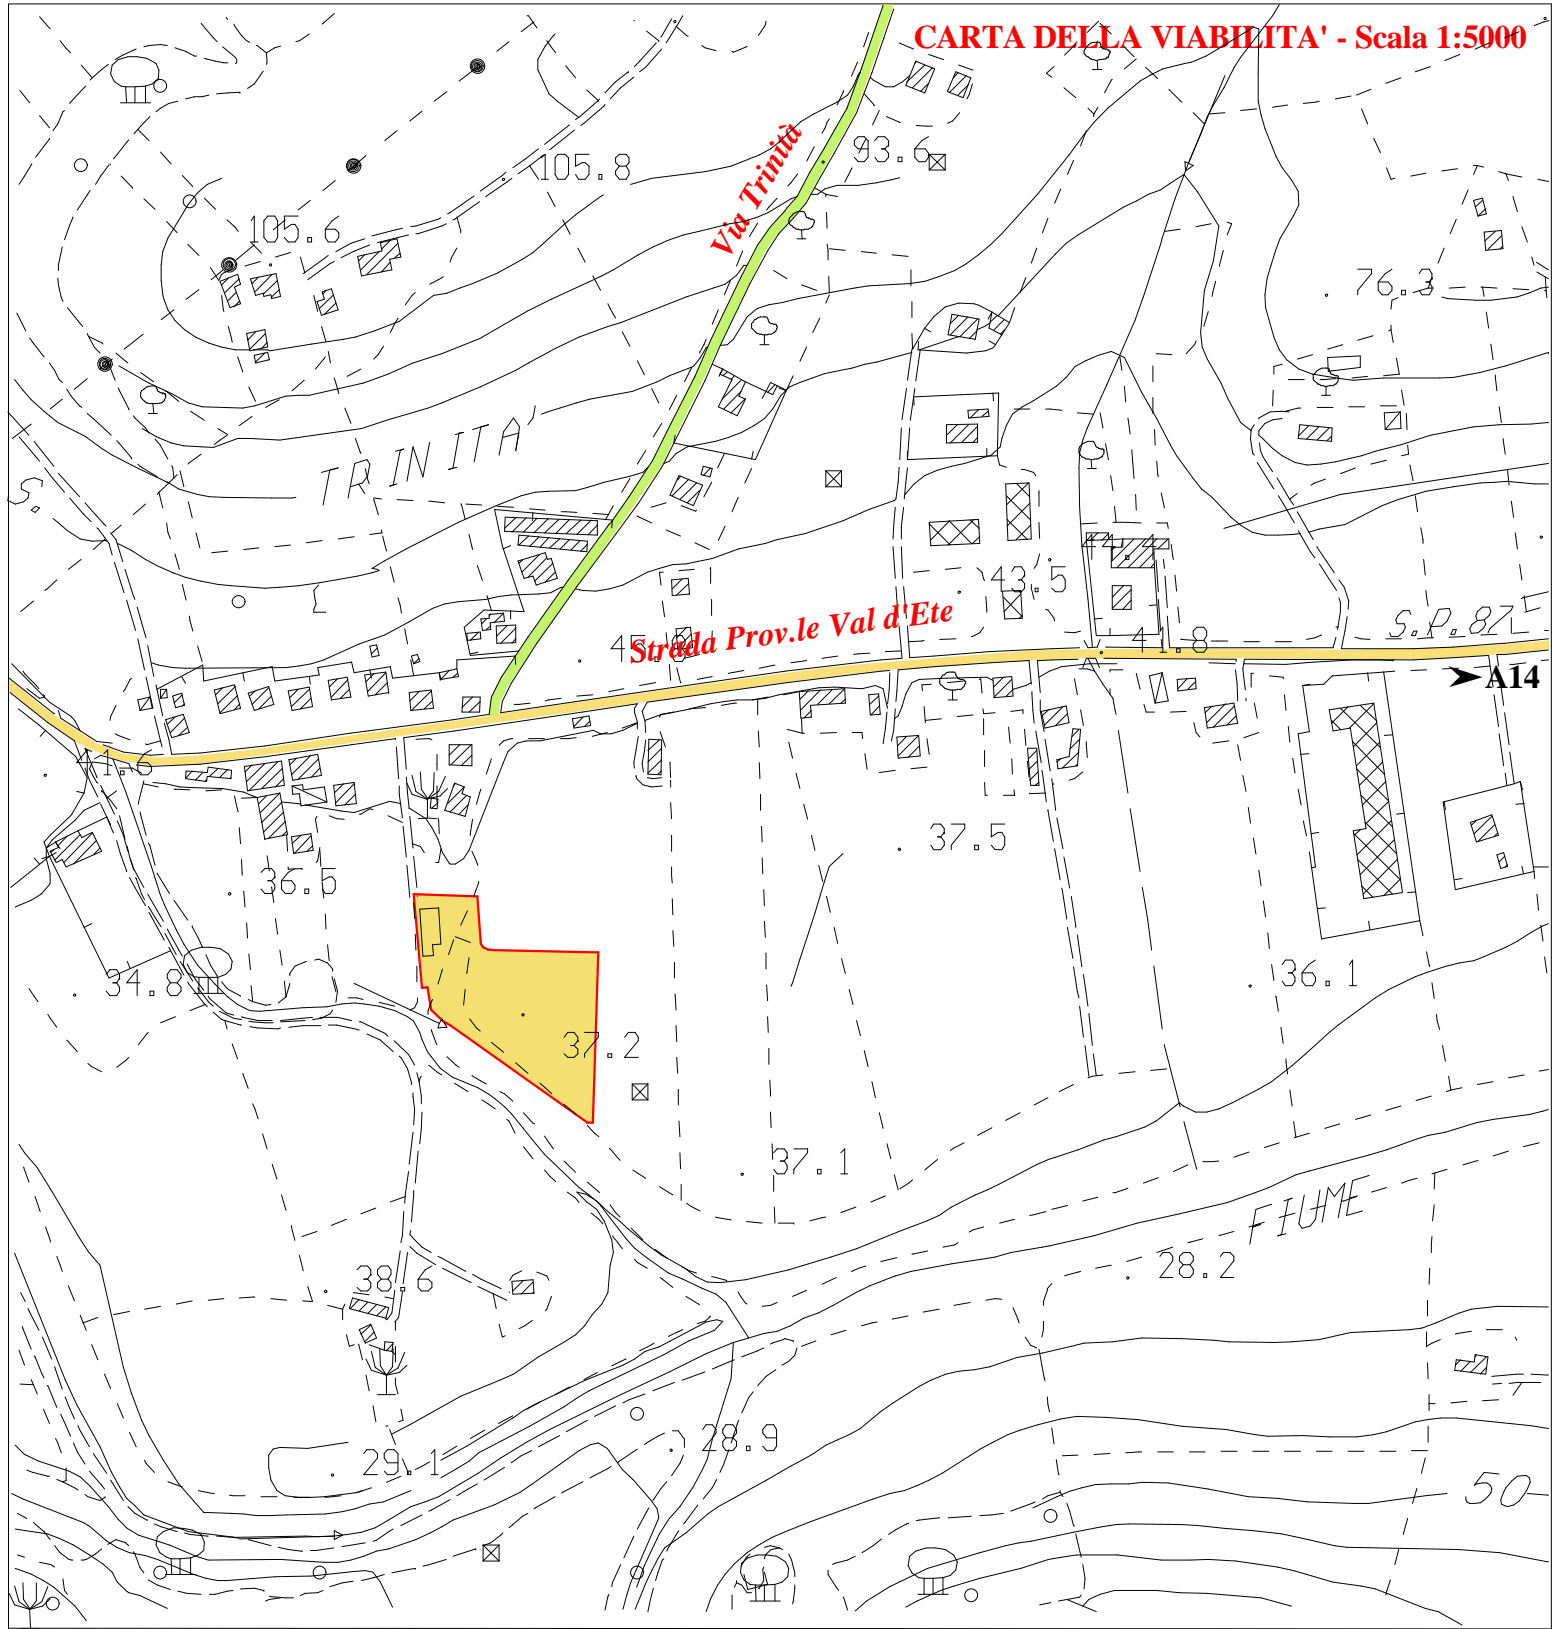 CARTA DELLA VIABILITA' - Scala 1:5000
93.6
105.8
Via Trinità
105.6
76.3
TRINITA'
S.
43.5
S.P. 87
Strada Prov.le Val d'Ete
41.8
A14
41.6
37.5
36.5
36.1
34.8
37.2
37.1
FIUME
28.2
38.6
28.9
29.1
50